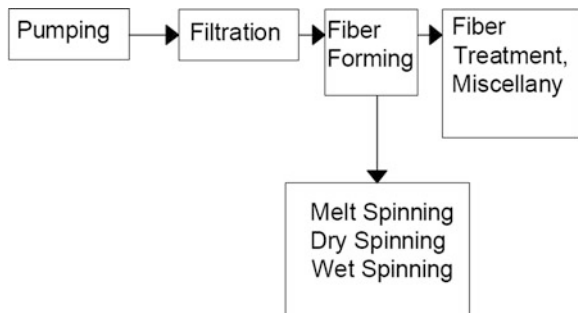 Pumping
Filtration
Fiber
Forming
Fiber
Treatment,
Miscellany
Melt Spinning
Dry Spinning
Wet Spinning